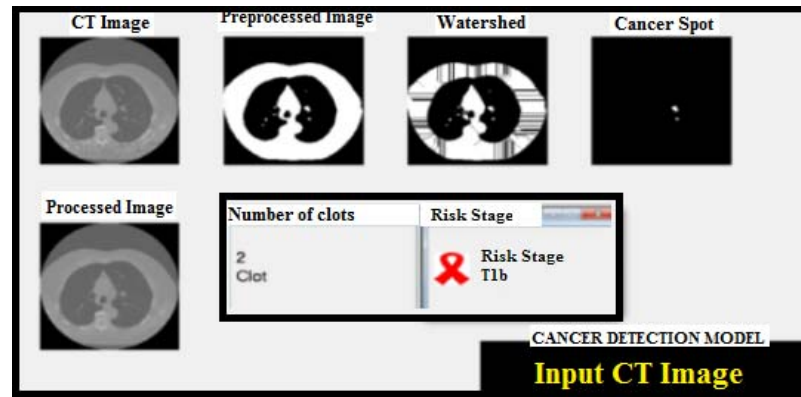 CT Image
Preprocessed Image
Watershed
Cancer Spot
Processed Image
Number of clots
Risk Stage
2
Clot
Risk Stage
T1b
CANCER DETECTION MODEL
Input CT Image